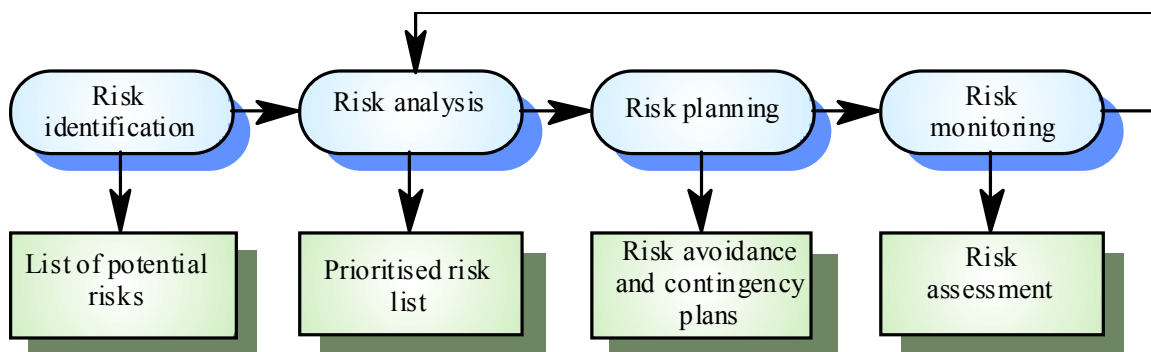 Risk
identification
Risk analysis
Risk planning
Risk
monitoring
List of potential
risks
Prioritised risk
list
Risk avoidance
and contingency
plans
Risk
assessment